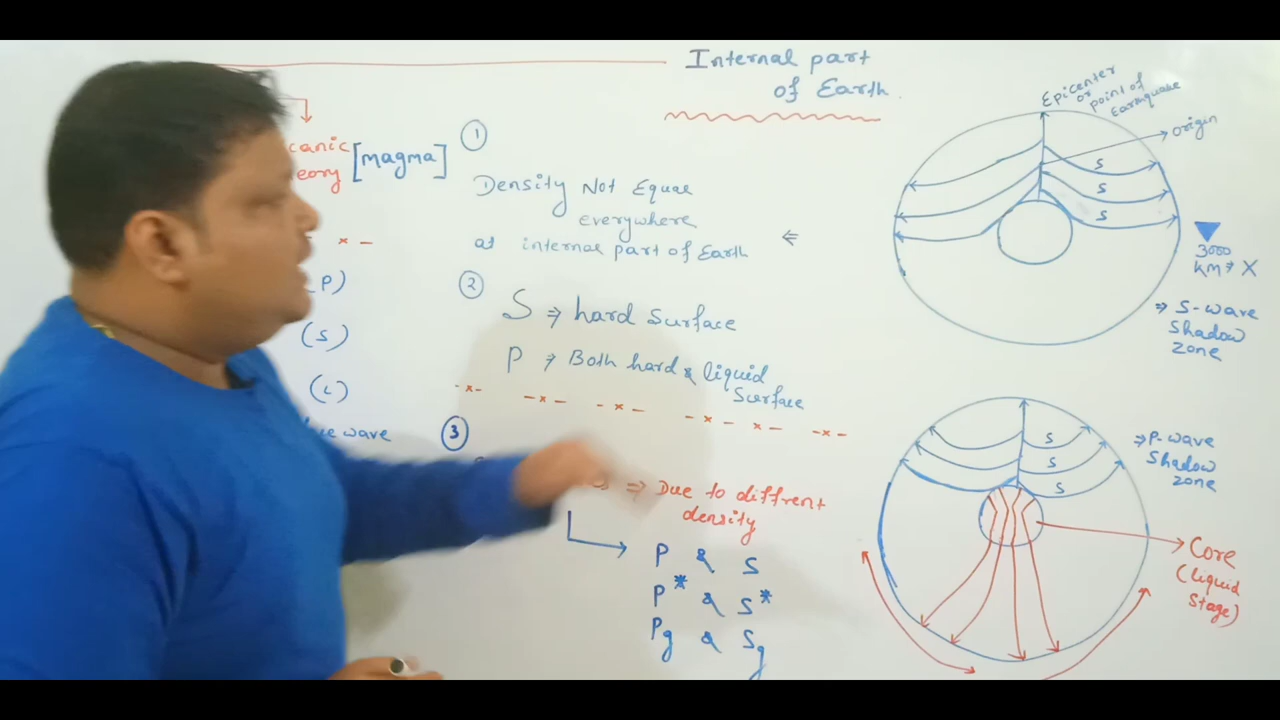 Internal part
of Earth
canic
eory
[magma]
- × -
(P)
(S)
(L)
wave
①
Density Not Equal
everywhere
at internal part of Earth
⇐
②
S ⇒ hard Surface
P ⇒ Both hard & liquid
Surface
-×- -×- -×- -×- -×- -×-
③
⇒ Due to diffrent
density
P & S
P* & S*
Pg & Sg
Epicenter
or
point of
Earthquake
origin
S
S
S
3000
km ⇒ X
⇒ S-wave
Shadow
Zone
S
S
S
⇒ P-wave
Shadow
Zone
Core
(liquid
Stage)